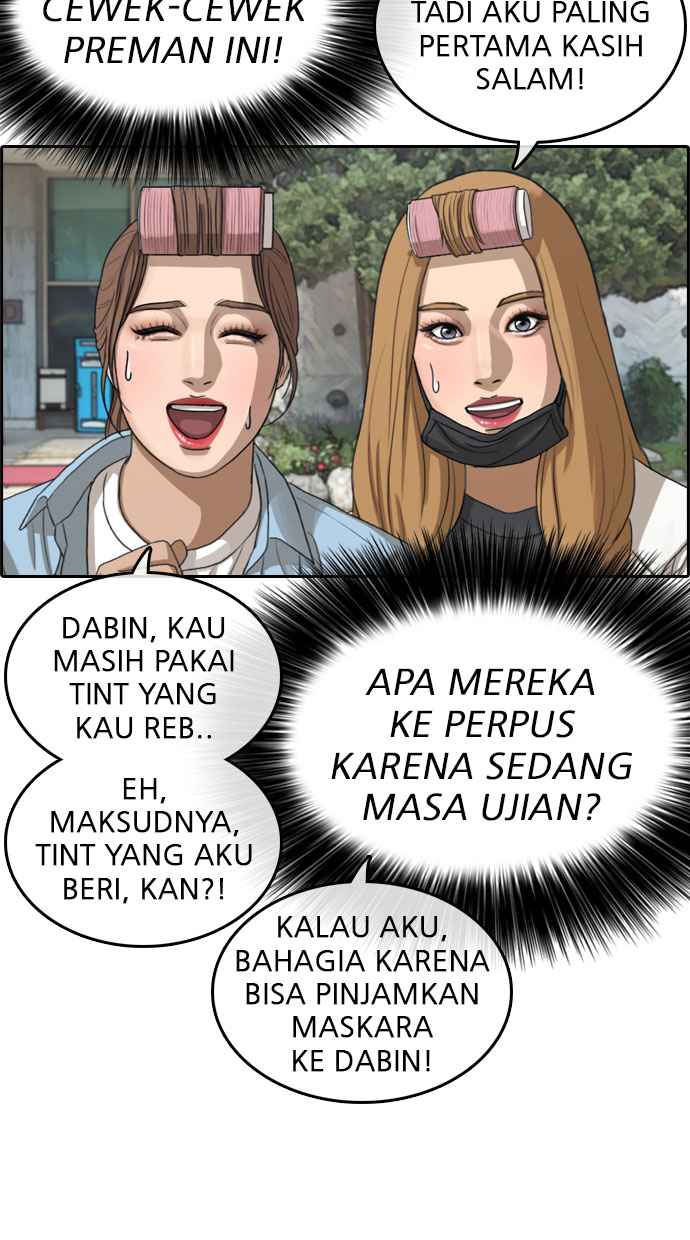 CEWEK-CEWEK
PREMAN INI!
TADI AKU PALING
PERTAMA KASIH
SALAM!
DABIN, KAU
MASIH PAKAI
TINT YANG
KAU REB..
EH,
MAKSUDNYA,
TINT YANG AKU
BERI, KAN?!
APA MEREKA
KE PERPUS
KARENA SEDANG
MASA UJIAN?
KALAU AKU,
BAHAGIA KARENA
BISA PINJAMKAN
MASKARA
KE DABIN!